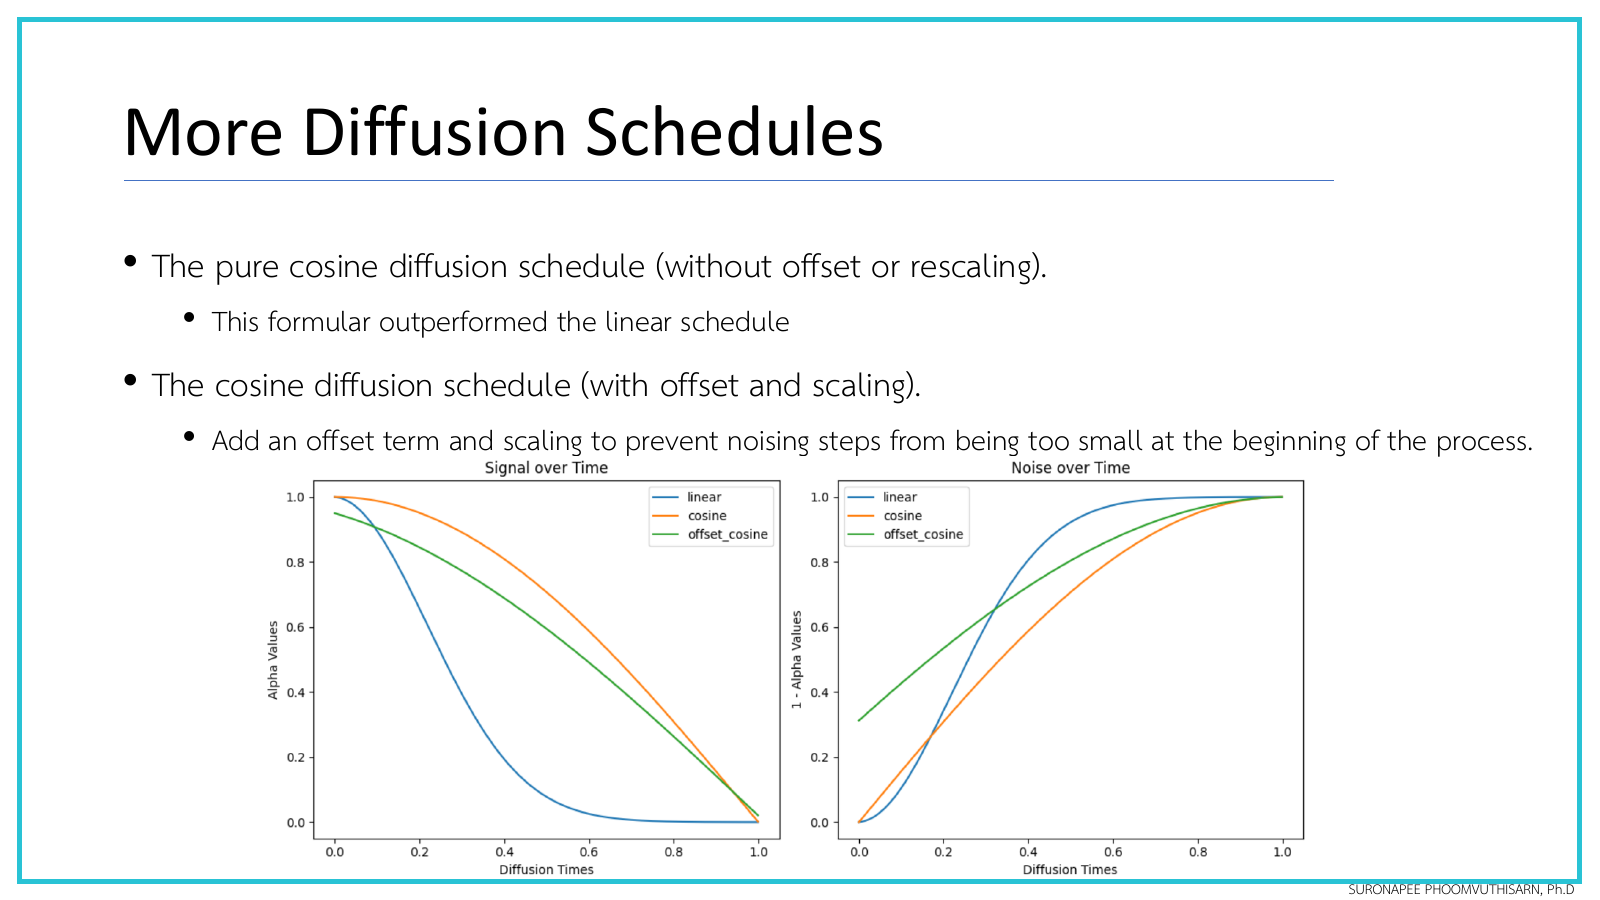 More Diffusion Schedules
• The pure cosine diffusion schedule (without offset or rescaling).
• This formular outperformed the linear schedule
• The cosine diffusion schedule (with offset and scaling).
• Add an offset term and scaling to prevent noising steps from being too small at the beginning of the process.
Signal over Time
1.0
0.8
0.6
0.4
0.2
0.0
Alpha Values
linear
cosine
offset_cosine
0.0 0.2 0.4 0.6 0.8 1.0
Diffusion Times
Noise over Time
1.0
0.8
0.6
0.4
0.2
0.0
1 - Alpha Values
linear
cosine
offset_cosine
0.0 0.2 0.4 0.6 0.8 1.0
Diffusion Times
SURONAPEE PHOOMVUTHISARN, Ph.D